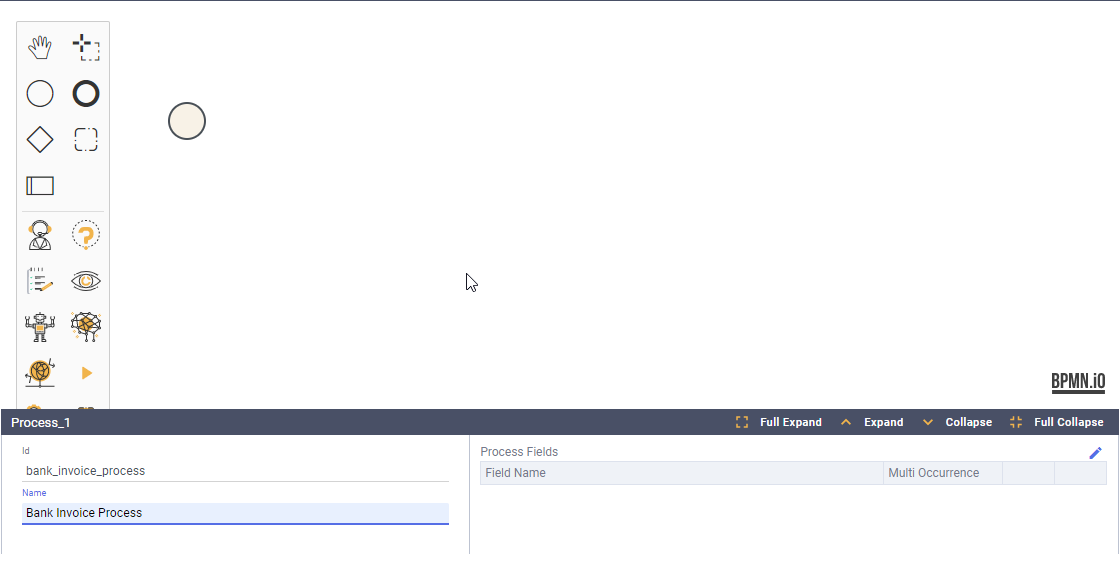 ?
BPMN.iO
Process_1
Full Expand
Expand
Collapse
Full Collapse
Id
bank_invoice_process
Name
Bank Invoice Process
Process Fields
Field Name
Multi Occurrence